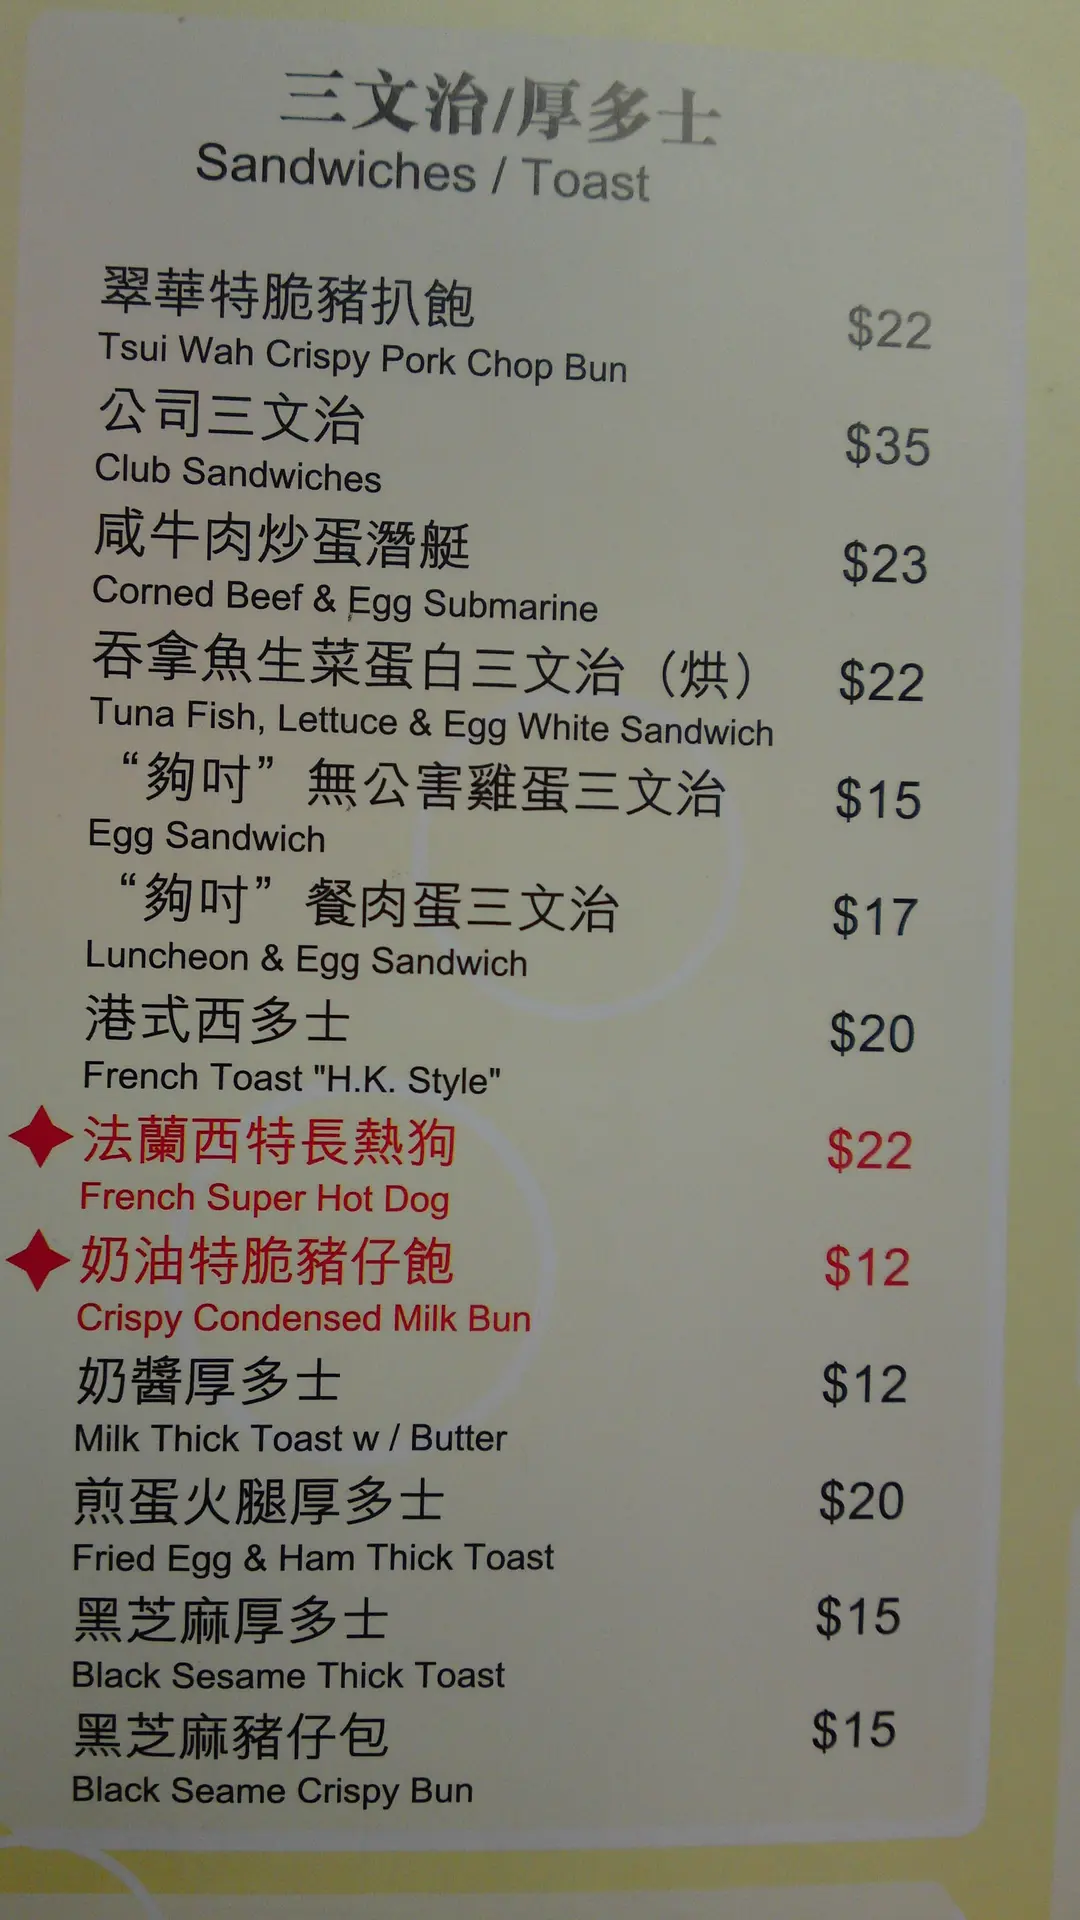 三文治/厚多士
Sandwiches / Toast
翠華特脆豬扒飽 $22
Tsui Wah Crispy Pork Chop Bun
公司三文治 $35
Club Sandwiches
咸牛肉炒蛋潛艇 $23
Corned Beef & Egg Submarine
吞拿魚生菜蛋白三文治（烘） $22
Tuna Fish, Lettuce & Egg White Sandwich
“夠吋”無公害雞蛋三文治 $15
Egg Sandwich
“夠吋”餐肉蛋三文治 $17
Luncheon & Egg Sandwich
港式西多士 $20
French Toast "H.K. Style"
法蘭西特長熱狗 $22
French Super Hot Dog
奶油特脆豬仔飽 $12
Crispy Condensed Milk Bun
奶醬厚多士 $12
Milk Thick Toast w / Butter
煎蛋火腿厚多士 $20
Fried Egg & Ham Thick Toast
黑芝麻厚多士 $15
Black Sesame Thick Toast
黑芝麻豬仔包 $15
Black Seame Crispy Bun